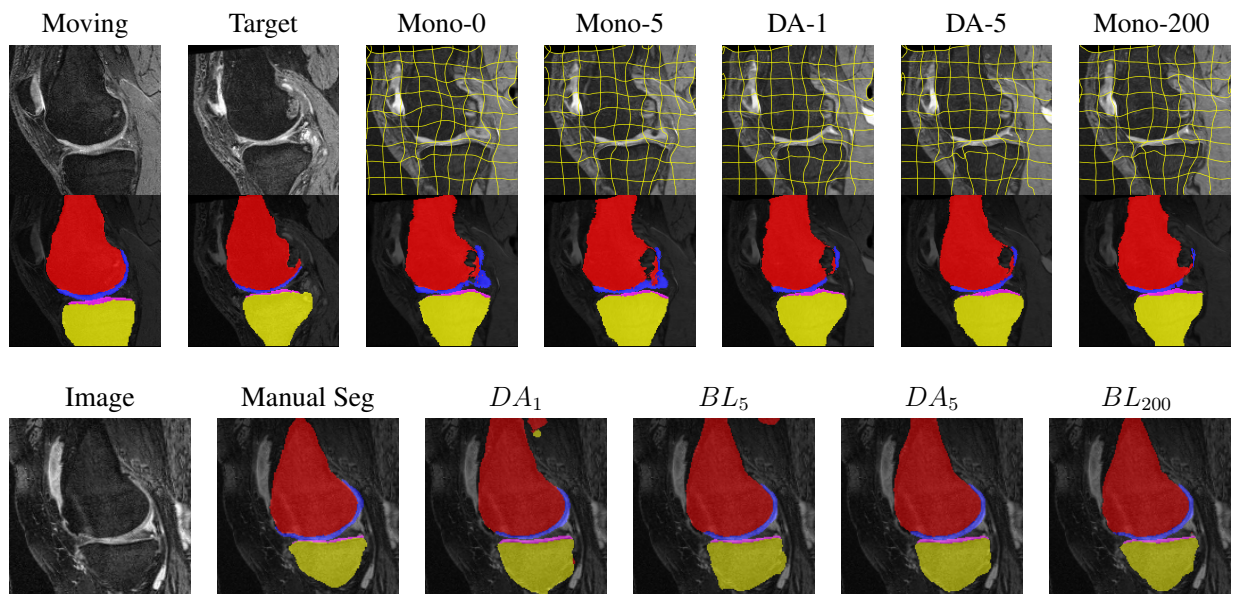 Moving Target Mono-0 Mono-5 DA-1 DA-5 Mono-200
Image Manual Seg DA₁ BL₅ DA₅ BL₂₀₀